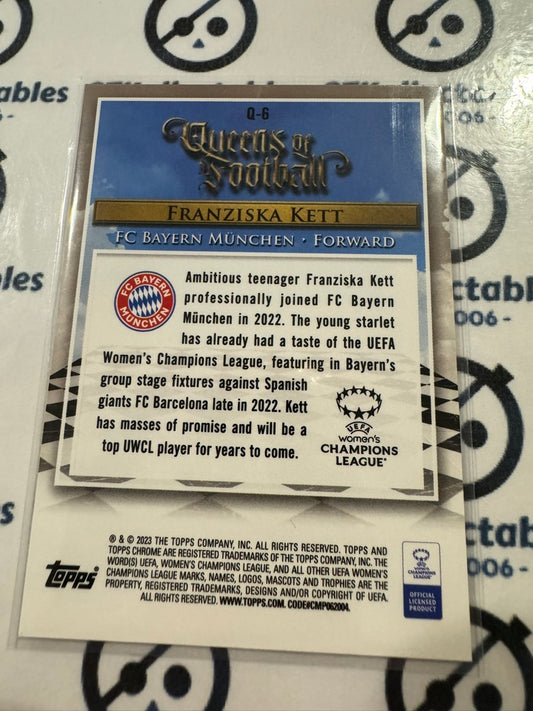 Q-6
Queens of
Football
FRANZISKA KETT
FC BAYERN MÜNCHEN · FORWARD
FC BAYERN
MÜNCHEN
Ambitious teenager Franziska Kett
professionally joined FC Bayern
München in 2022. The young starlet
has already had a taste of the UEFA
Women's Champions League, featuring in Bayern's
group stage fixtures against Spanish
giants FC Barcelona late in 2022. Kett
has masses of promise and will be a
top UWCL player for years to come.
UEFA
women's
CHAMPIONS
LEAGUE
® & © 2023 THE TOPPS COMPANY, INC. ALL RIGHTS RESERVED. TOPPS AND
TOPPS CHROME ARE REGISTERED TRADEMARKS OF THE TOPPS COMPANY, INC. THE
WORD(S) UEFA, WOMEN'S CHAMPIONS LEAGUE, AND ALL OTHER UEFA WOMEN'S
CHAMPIONS LEAGUE MARKS, NAMES, LOGOS, MASCOTS AND TROPHIES ARE THE
PROPERTY, REGISTERED TRADEMARKS, DESIGNS AND/OR COPYRIGHT OF UEFA.
ALL RIGHTS RESERVED. WWW.TOPPS.COM. CODE#CMP062004.
Topps
WOMEN'S
CHAMPIONS
LEAGUE
OFFICIAL
LICENSED
PRODUCT
ables
ctabl
006 -
ctab
006 -